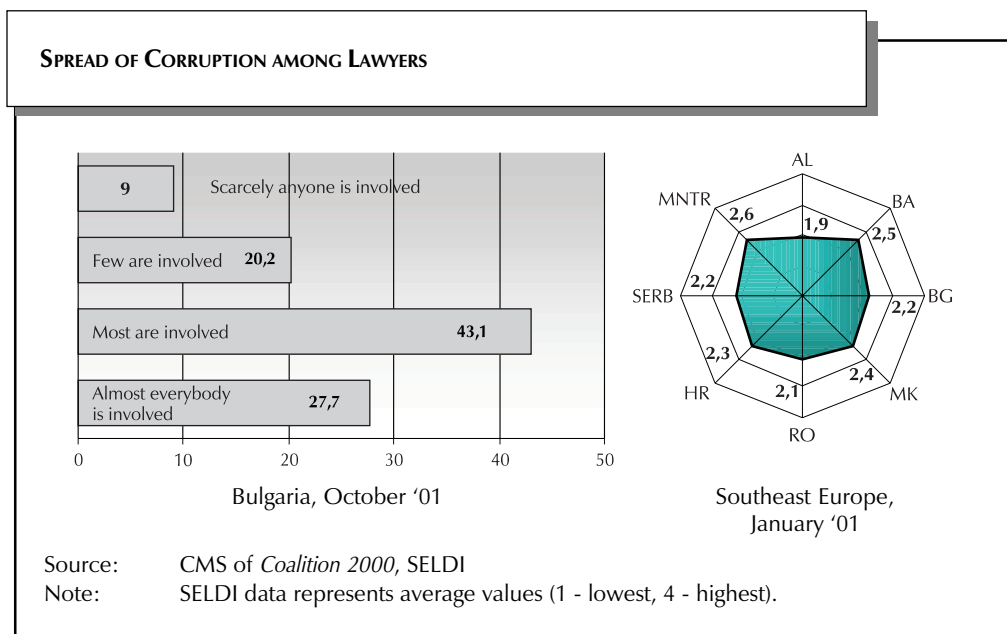 SPREAD OF CORRUPTION AMONG LAWYERS
9 Scarcely anyone is involved
Few are involved 20,2
Most are involved 43,1
Almost everybody
is involved 27,7
0 10 20 30 40 50
Bulgaria, October ‘01
AL
MNTR BA
2,6 1,9 2,5
SERB 2,2 2,2 BG
2,3 2,1 2,4
HR MK
RO
Southeast Europe,
January ‘01
Source: CMS of Coalition 2000, SELDI
Note: SELDI data represents average values (1 - lowest, 4 - highest).